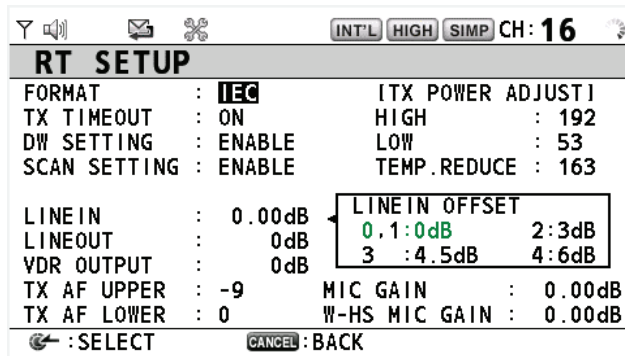 INT'L HIGH SIMP CH: 16
RT SETUP
FORMAT : IEC
TX TIMEOUT : ON
DW SETTING : ENABLE
SCAN SETTING : ENABLE
[TX POWER ADJUST]
HIGH : 192
LOW : 53
TEMP.REDUCE : 163
LINEIN : 0.00dB
LINEOUT : 0dB
VDR OUTPUT : 0dB
LINEIN OFFSET
0,1:0dB 2:3dB
3 :4.5dB 4:6dB
TX AF UPPER : -9 MIC GAIN : 0.00dB
TX AF LOWER : 0 W-HS MIC GAIN : 0.00dB
:SELECT CANCEL:BACK